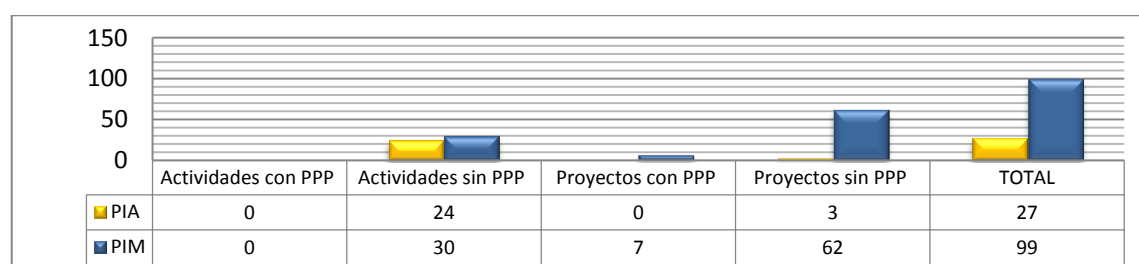 150
100
50
0
Actividades con PPP Actividades sin PPP Proyectos con PPP Proyectos sin PPP TOTAL
PIA 0 24 0 3 27
PIM 0 30 7 62 99